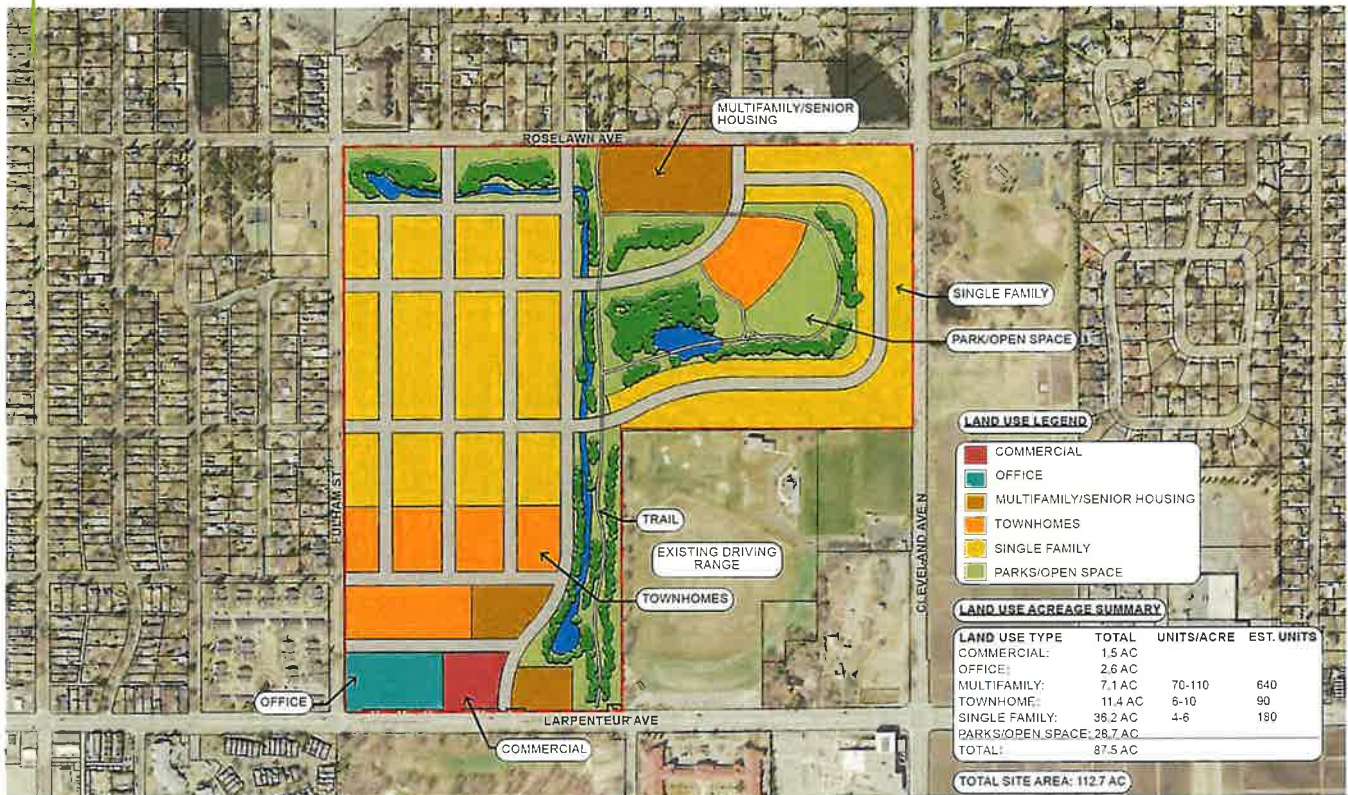 MULTIFAMILY/SENIOR
HOUSING
ROSELAWN AVE
SINGLE FAMILY
PARK/OPEN SPACE
FULHAM ST
CLEVELAND AVE N
TRAIL
EXISTING DRIVING
RANGE
TOWNHOMES
OFFICE
LARPENTEUR AVE
COMMERCIAL
LAND USE LEGEND
COMMERCIAL
OFFICE
MULTIFAMILY/SENIOR HOUSING
TOWNHOMES
SINGLE FAMILY
PARKS/OPEN SPACE
LAND USE ACREAGE SUMMARY
LAND USE TYPE TOTAL UNITS/ACRE EST. UNITS
COMMERCIAL: 1.5 AC
OFFICE: 2.6 AC
MULTIFAMILY: 7.1 AC 70-110 640
TOWNHOME: 11.4 AC 6-10 90
SINGLE FAMILY: 36.2 AC 4-6 180
PARKS/OPEN SPACE: 28.7 AC
TOTAL: 87.5 AC
TOTAL SITE AREA: 112.7 AC